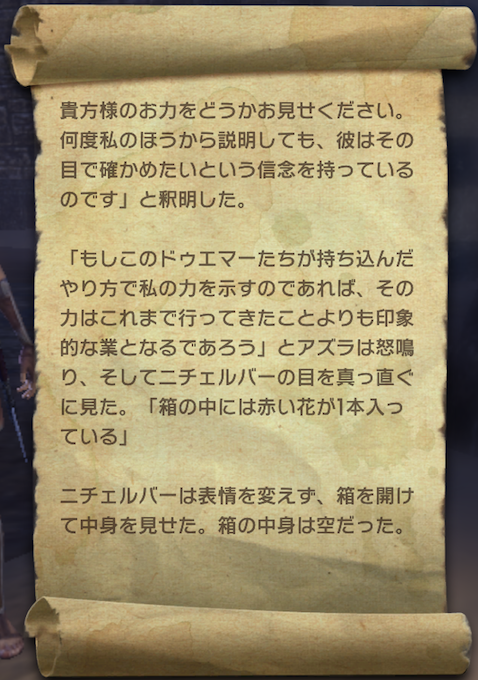 貴方様のお力をどうかお見せください。
何度私のほうから説明しても、彼はその
目で確かめたいという信念を持っている
のです」と釈明した。
「もしこのドゥエマーたちが持ち込んだ
やり方で私の力を示すのであれば、その
力はこれまで行ってきたことよりも印象
的な業となるであろう」とアズラは怒鳴
り、そしてニチェルバーの目を真っ直ぐ
に見た。「箱の中には赤い花が1本入っ
ている」
ニチェルバーは表情を変えず、箱を開け
て中身を見せた。箱の中身は空だった。